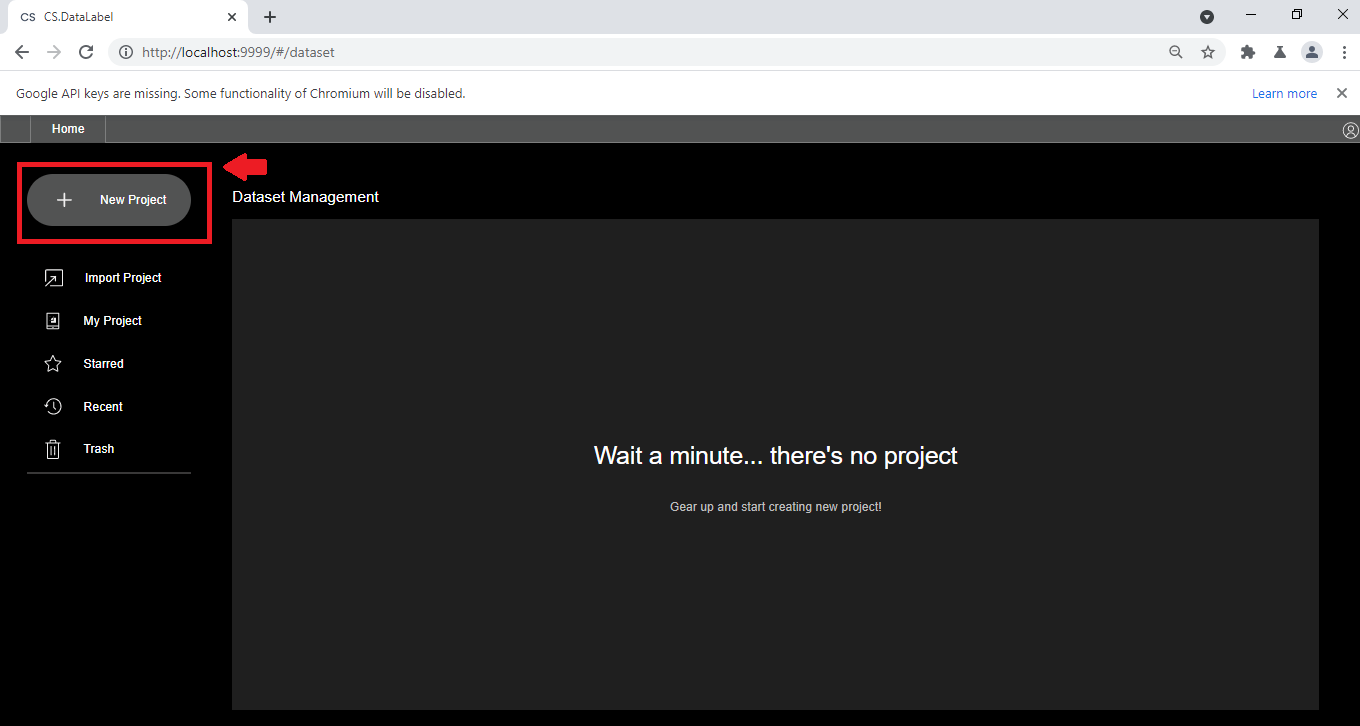 CS CS.DataLabel
http://localhost:9999/#/dataset
Google API keys are missing. Some functionality of Chromium will be disabled.
Learn more
Home
New Project
Dataset Management
Import Project
My Project
Starred
Recent
Trash
Wait a minute... there's no project
Gear up and start creating new project!